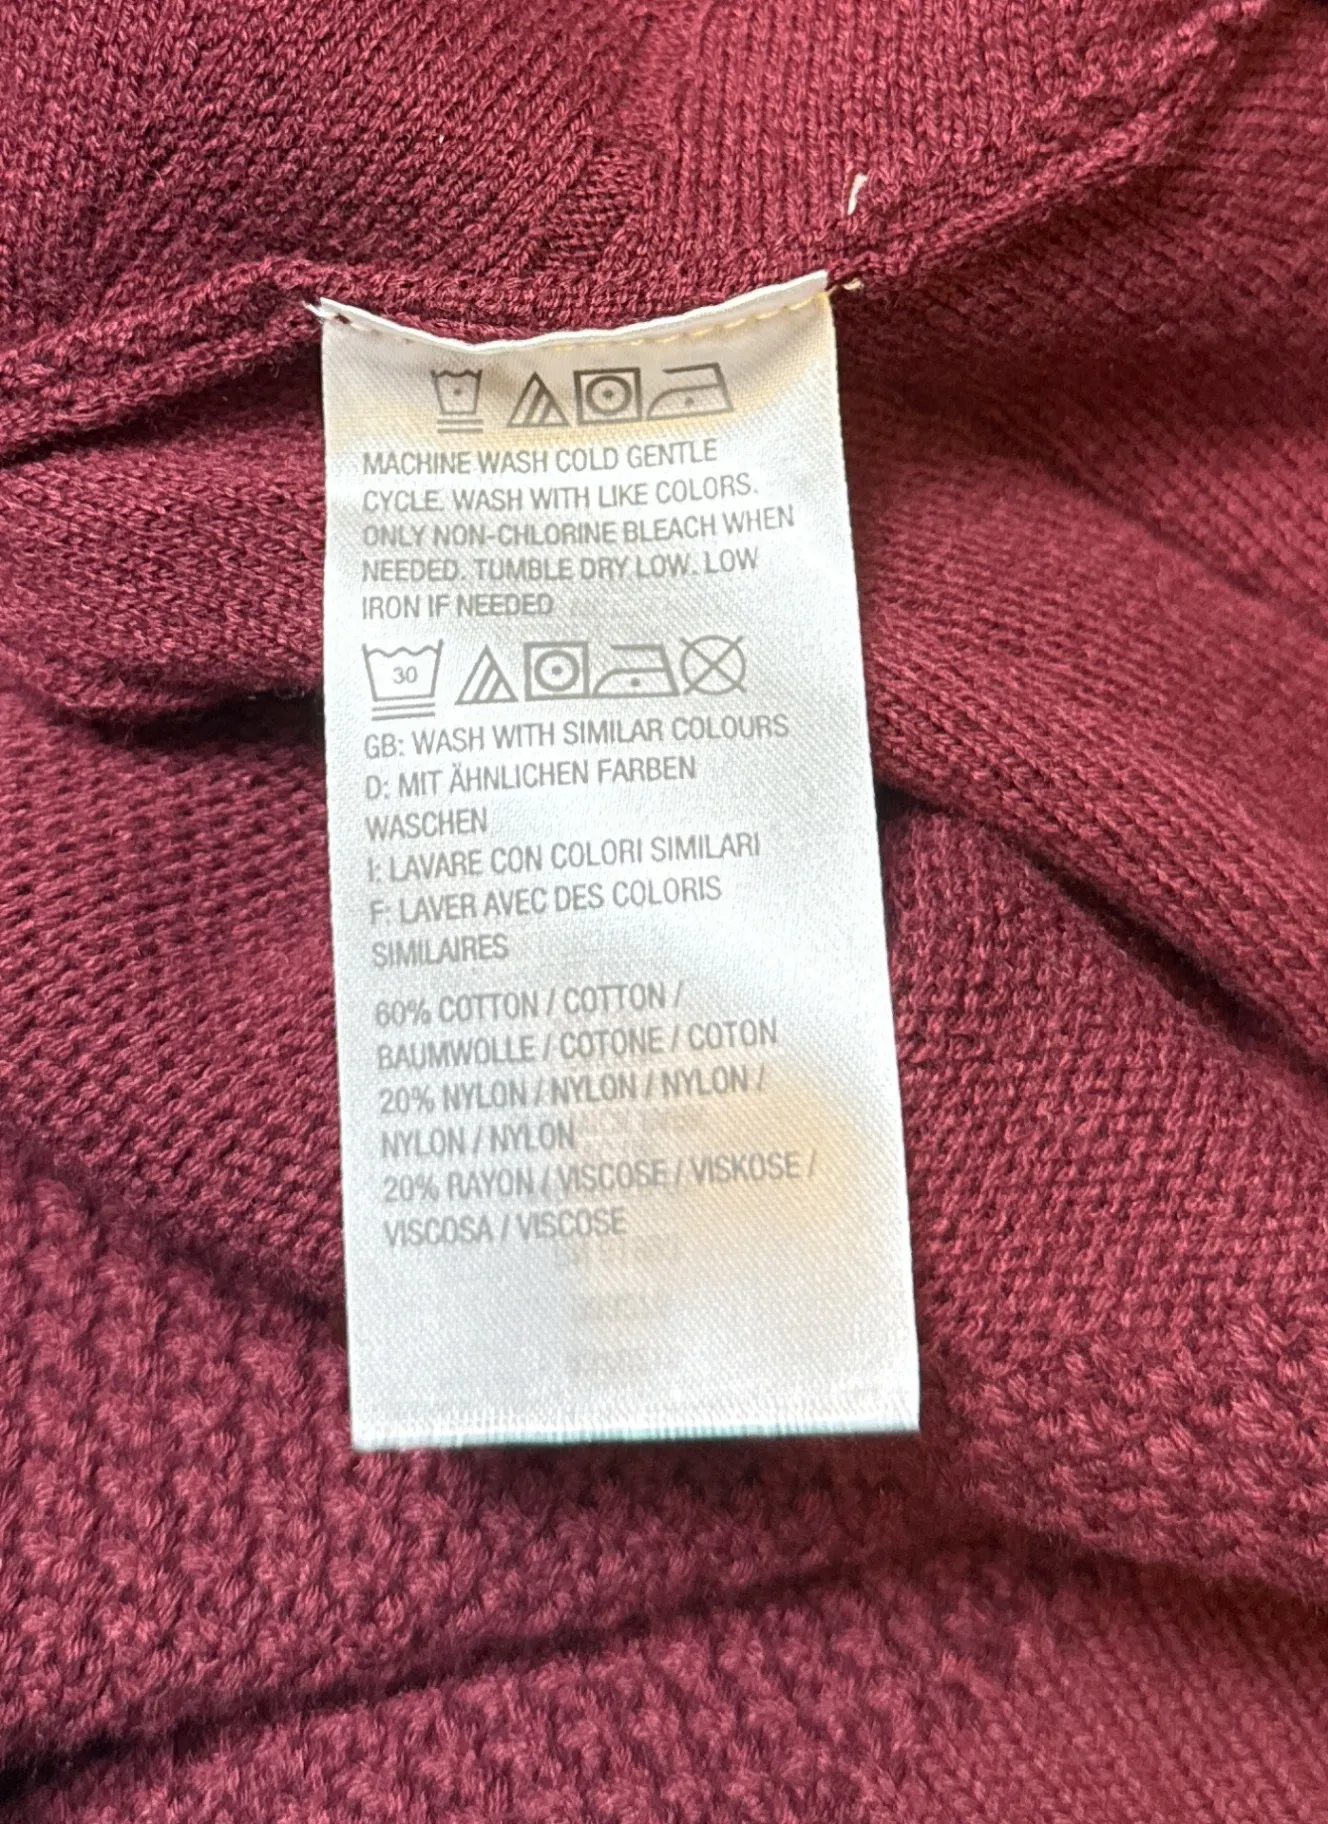 MACHINE WASH COLD GENTLE
CYCLE. WASH WITH LIKE COLORS.
ONLY NON-CHLORINE BLEACH WHEN
NEEDED. TUMBLE DRY LOW. LOW
IRON IF NEEDED
30
GB: WASH WITH SIMILAR COLOURS
D: MIT ÄHNLICHEN FARBEN
WASCHEN
I: LAVARE CON COLORI SIMILARI
F: LAVER AVEC DES COLORIS
SIMILAIRES
60% COTTON / COTTON /
BAUMWOLLE / COTONE / COTON
20% NYLON / NYLON / NYLON /
NYLON / NYLON
20% RAYON / VISCOSE / VISKOSE /
VISCOSA / VISCOSE